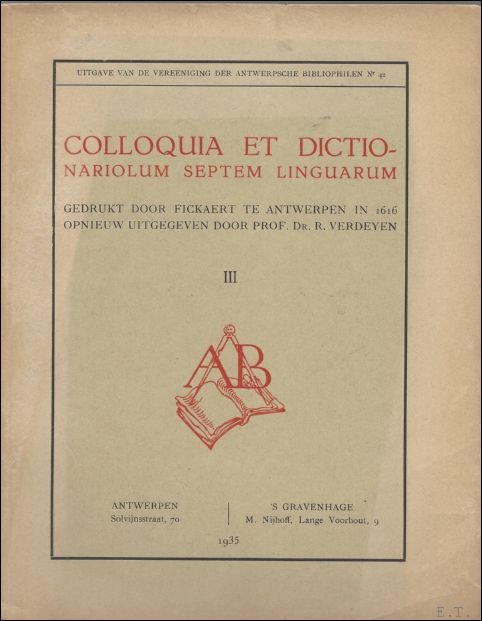 UITGAVE VAN DE VEREENIGING DER ANTWERPSCHE BIBLIOPHILEN Nr 42
COLLOQUIA ET DICTIO-
NARIOLUM SEPTEM LINGUARUM
GEDRUKT DOOR FICKAERT TE ANTWERPEN IN 1616
OPNIEUW UITGEGEVEN DOOR PROF. DR. R. VERDEYEN
III
AB
ANTWERPEN
Solvijnsstraat, 70
'S GRAVENHAGE
M. Nijhoff, Lange Voorhout, 9
1935
E.T.